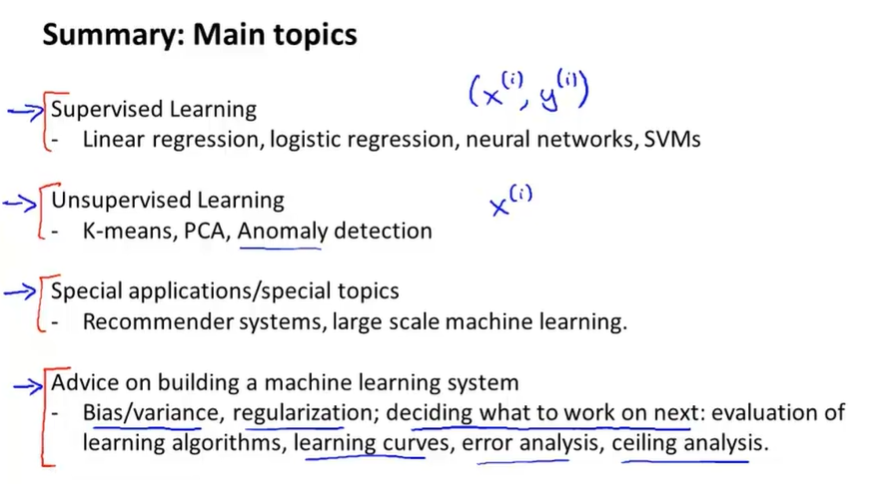 Summary: Main topics
(x^(i), y^(i))
Supervised Learning
- Linear regression, logistic regression, neural networks, SVMs
Unsupervised Learning
x^(i)
- K-means, PCA, Anomaly detection
Special applications/special topics
- Recommender systems, large scale machine learning.
Advice on building a machine learning system
- Bias/variance, regularization; deciding what to work on next: evaluation of
learning algorithms, learning curves, error analysis, ceiling analysis.